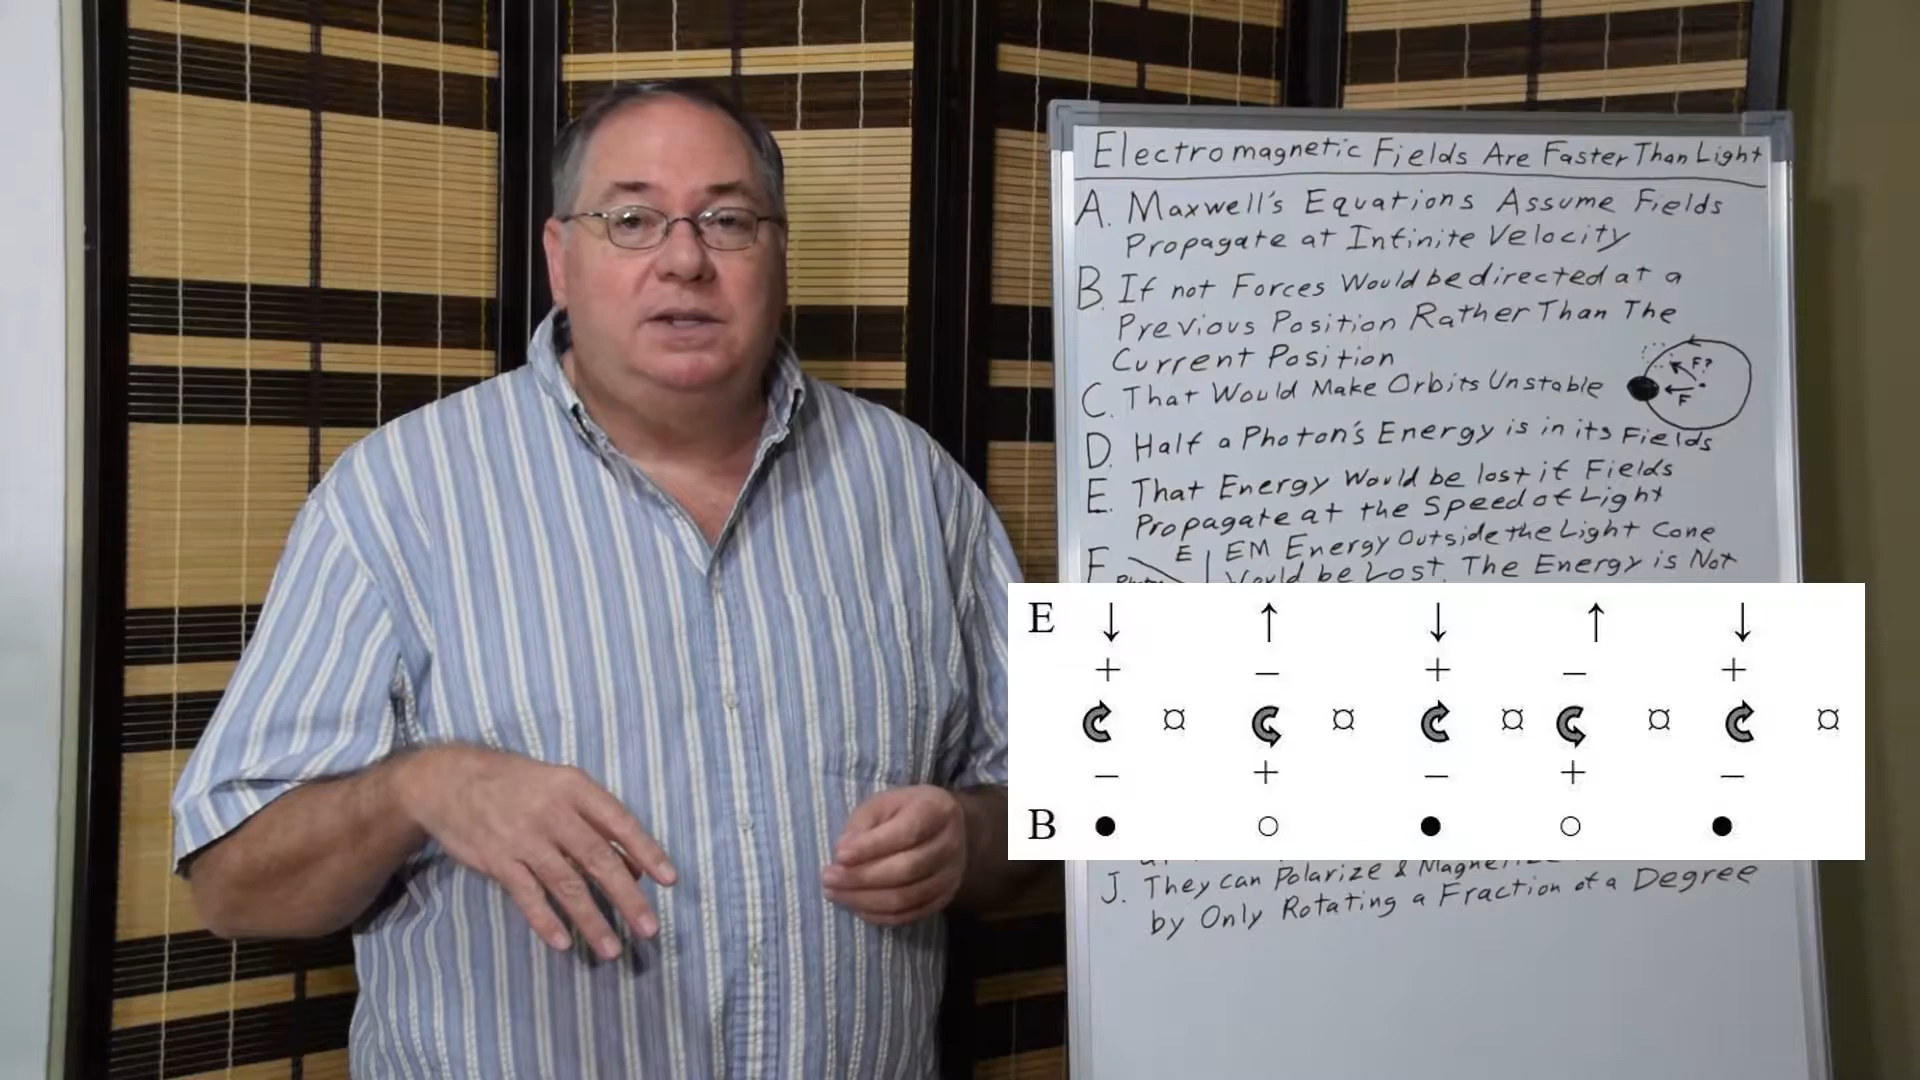 Electromagnetic Fields Are Faster Than Light
A. Maxwell's Equations Assume Fields
Propagate at Infinite Velocity
B. If not Forces Would be directed at a
Previous Position Rather Than The
Current Position
F?
F
C. That Would Make Orbits Unstable
D. Half a Photon's Energy is in its Fields
E. That Energy Would be lost if Fields
Propagate at the Speed of Light
F. E EM Energy Outside the Light Cone
Would be Lost. The Energy is Not
E ↓ ↑ ↓ ↑ ↓
+ – + – +
¤ ¤ ¤ ¤ ¤
– + – + –
B ● ○ ● ○ ●
J. They can Polarize & 
by Only Rotating a Fraction of a Degree